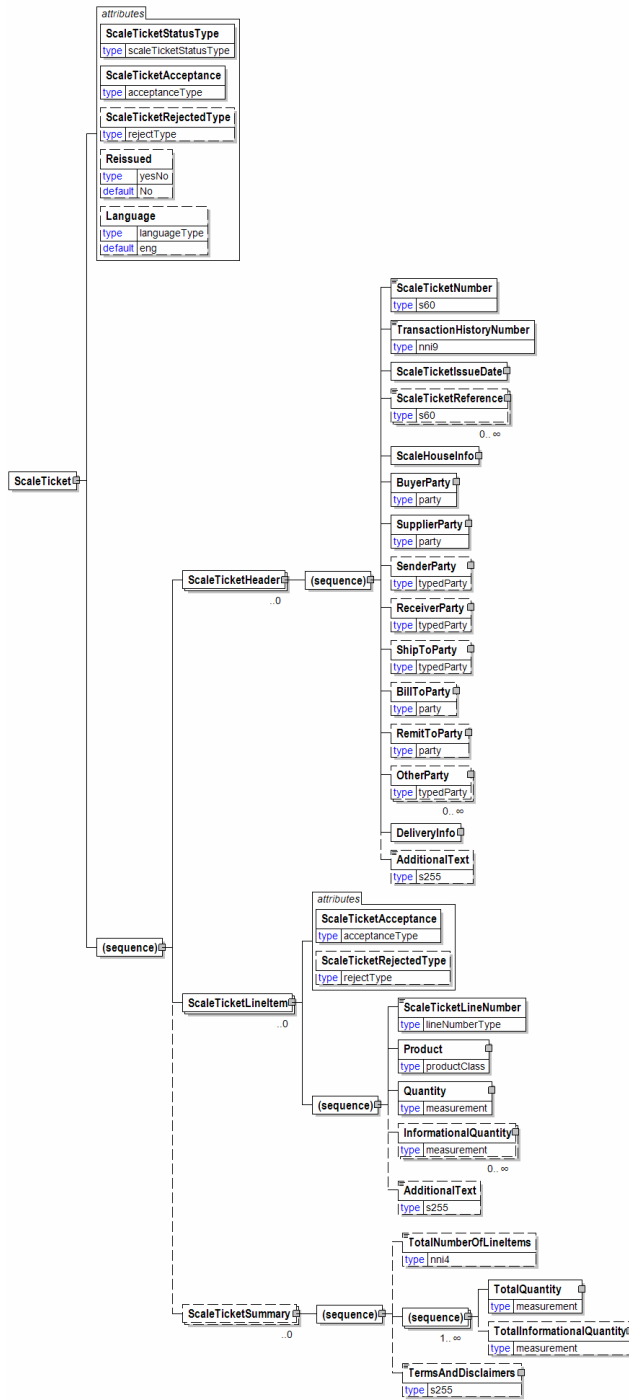 attributes
ScaleTicketStatusType
type scaleTicketStatusType
ScaleTicketAcceptance
type acceptanceType
ScaleTicketRejectedType
type rejectType
Reissued
type yesNo
default No
Language
type languageType
default eng
ScaleTicket
(sequence)
ScaleTicketHeader
..0
(sequence)
ScaleTicketNumber
type s60
TransactionHistoryNumber
type nni9
ScaleTicketIssueDate
ScaleTicketReference
type s60
0.. ∞
ScaleHouseInfo
BuyerParty
type party
SupplierParty
type party
SenderParty
type typedParty
ReceiverParty
type typedParty
ShipToParty
type typedParty
BillToParty
type party
RemitToParty
type party
OtherParty
type typedParty
0.. ∞
DeliveryInfo
AdditionalText
type s255
ScaleTicketLineItem
..0
attributes
ScaleTicketAcceptance
type acceptanceType
ScaleTicketRejectedType
type rejectType
(sequence)
ScaleTicketLineNumber
type lineNumberType
Product
type productClass
Quantity
type measurement
InformationalQuantity
type measurement
0.. ∞
AdditionalText
type s255
ScaleTicketSummary
..0
(sequence)
TotalNumberOfLineItems
type nni4
(sequence)
1.. ∞
TotalQuantity
type measurement
TotalInformationalQuantity
type measurement
TermsAndDisclaimers
type s255